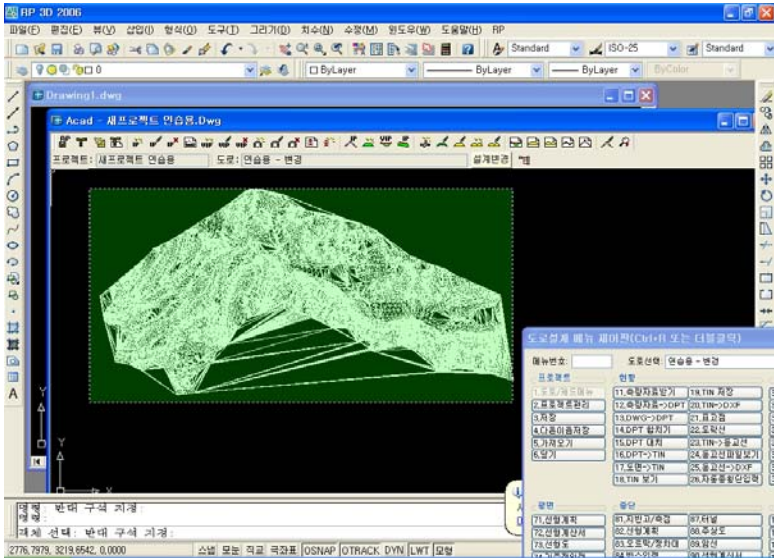 RP 3D 2006
파일(F) 편집(E) 뷰(V) 삽입(I) 형식(O) 도구(T) 그리기(D) 치수(N) 수정(M) 윈도우(W) 도움말(H) RP
Standard ISO-25 Standard
0 ByLayer ByLayer ByLayer ByColor
Drawing1.dwg
Acad - 새프로젝트 연습용.Dwg
프로젝트: 새프로젝트 연습용 도로: 연습용 - 변경 설계변경
도로설계 메뉴 제어판(Ctrl+R 또는 더블클릭)
메뉴번호: 도로선택: 연습용 - 변경
프로젝트 현황
1.도로/레드메뉴 11.측량자료받기 19.TIN 저장
2.프로젝트관리 12.측량자료->DPT 20.TIN->DXF
3.저장 13.DWG->DPT 21.표고점
4.다른이름저장 14.DPT 합치기 22.도락선
5.가져오기 15.DPT 대치 23.TIN->등고선
6.닫기 16.DPT->TIN 24.등고선파일보기
17.도면->TIN 25.등고선->DXF
18.TIN 보기 26.자동종횡단입력
평면 종단
71.선형계획 81.지반고/측점 87.터널
72.선형계산서 82.선형계획 88.주상도
73.선형도 83.오르막/정차대 89.암선
Y
Y
X
A
명령: 반대 구석 지정:
명령:
객체 선택: 반대 구석 지정:
2776.7979, 3219.6542, 0.0000 스냅 모눈 직교 극좌표 OSNAP OTRACK DYN LWT 모형